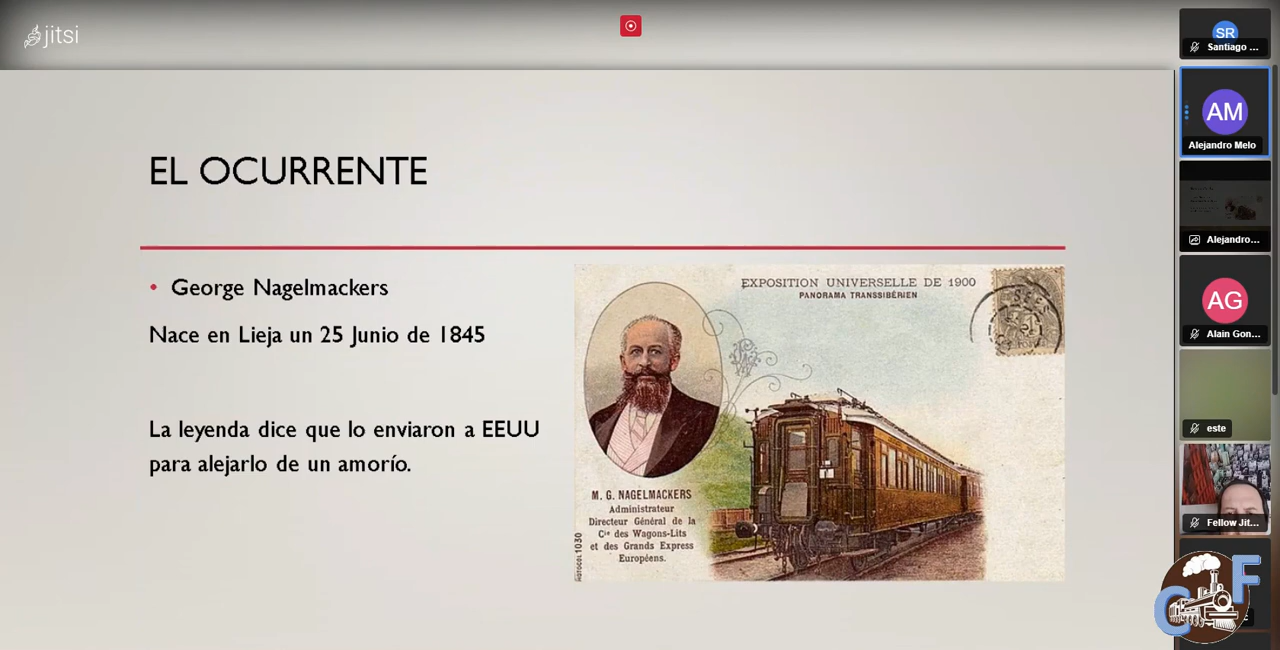 jitsi
EL OCURRENTE
George Nagelmackers
Nace en Lieja un 25 Junio de 1845
La leyenda dice que lo enviaron a EEUU
para alejarlo de un amorío.
EXPOSITION UNIVERSELLE DE 1900
PANORAMA TRANSSIBÉRIEN
M. G. NAGELMACKERS
Administrateur
Directeur Général de la
Cie des Wagons-Lits
et des Grands Express
Européens.
SR
Santiago ...
AM
Alejandro Melo
Alejandro...
AG
Alain Gon...
este
Fellow Jit...
C F